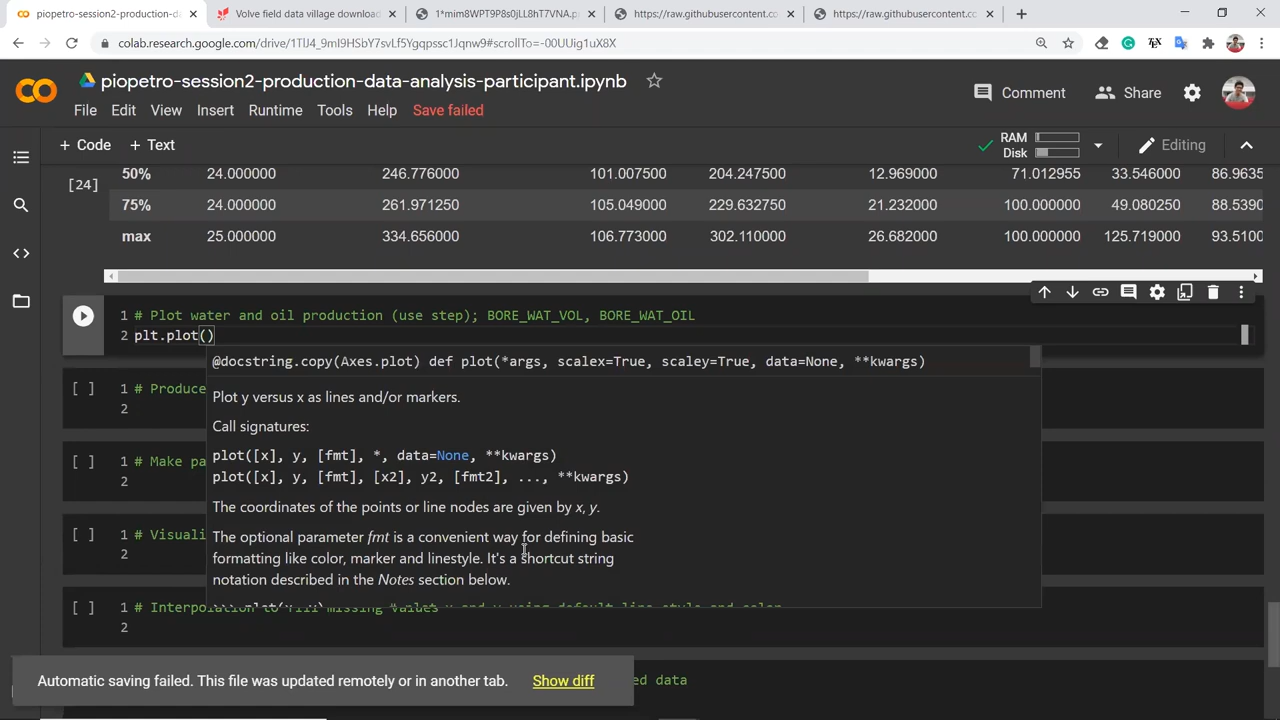 piopetro-session2-production-da
Volve field data village download
1*mim8WPT9P8s0jLL8hT7VNA.p
https://raw.githubusercontent.co
https://raw.githubusercontent.cc
colab.research.google.com/drive/1TlJ4_9ml9HSbY7svLf5Ygqpssc1Jqnw9#scrollTo=-00UUig1uX8X
piopetro-session2-production-data-analysis-participant.ipynb
Comment
Share
File Edit View Insert Runtime Tools Help Save failed
+ Code + Text
RAM
Disk
Editing
[24]
50% 24.000000 246.776000 101.007500 204.247500 12.969000 71.012955 33.546000 86.9635
75% 24.000000 261.971250 105.049000 229.632750 21.232000 100.000000 49.080250 88.5390
max 25.000000 334.656000 106.773000 302.110000 26.682000 100.000000 125.719000 93.5100
1 # Plot water and oil production (use step); BORE_WAT_VOL, BORE_WAT_OIL
2 plt.plot()
@docstring.copy(Axes.plot) def plot(*args, scalex=True, scaley=True, data=None, **kwargs)
[ ] 1 # Produce
2
Plot y versus x as lines and/or markers.
Call signatures:
plot([x], y, [fmt], *, data=None, **kwargs)
[ ] 1 # Make pa
2
plot([x], y, [fmt], [x2], y2, [fmt2], ..., **kwargs)
The coordinates of the points or line nodes are given by x, y.
[ ] 1 # Visuali
2
The optional parameter fmt is a convenient way for defining basic
formatting like color, marker and linestyle. It's a shortcut string
notation described in the Notes section below.
[ ] 1 # Interpolation to fill missing values
2
ed data
Automatic saving failed. This file was updated remotely or in another tab. Show diff